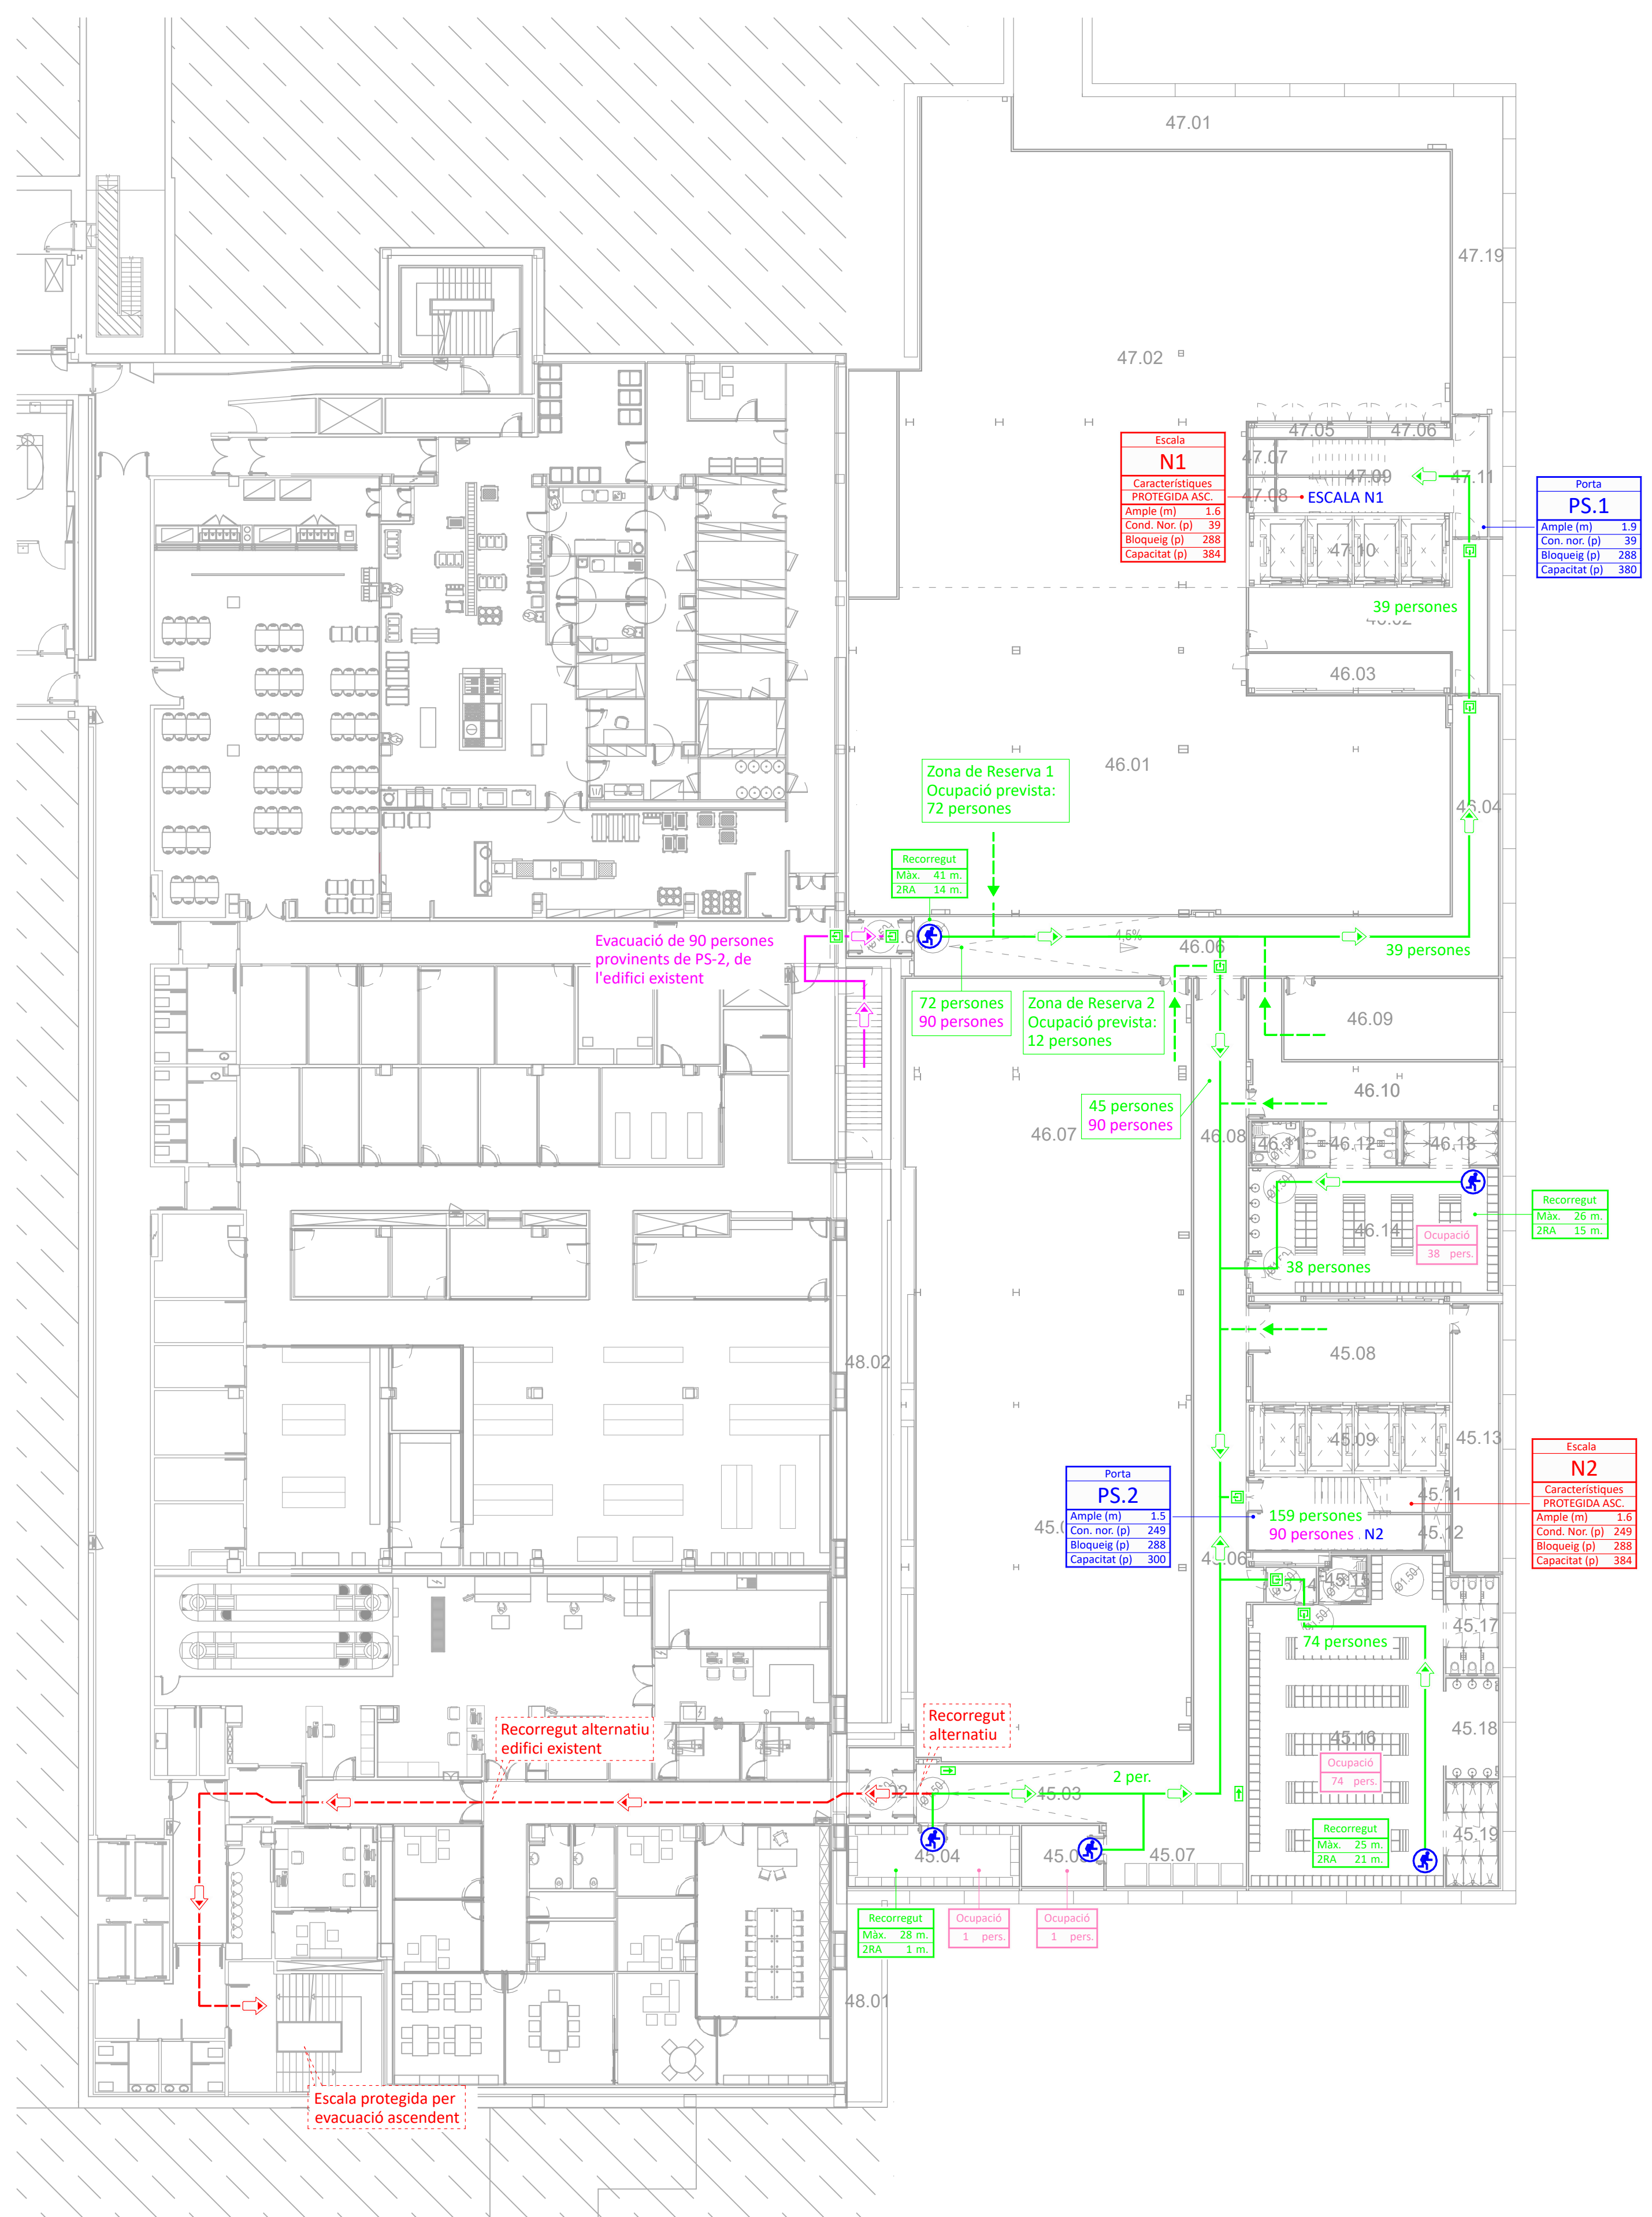 47.01
47.19
47.02
47.05
47.06
47.07
47.09
47.11
47.08
ESCALA N1
47.10
Escala
N1
Característiques
PROTEGIDA ASC.
Ample (m) 1.6
Cond. Nor. (p) 39
Bloqueig (p) 288
Capacitat (p) 384
Porta
PS.1
Ample (m) 1.9
Con. nor. (p) 39
Bloqueig (p) 288
Capacitat (p) 380
39 persones
46.03
46.01
Zona de Reserva 1
Ocupació prevista:
72 persones
Recorregut
Màx. 41 m.
2RA 14 m.
Evacuació de 90 persones
provinents de PS-2, de
l'edifici existent
4,5%
46.06
39 persones
72 persones
90 persones
Zona de Reserva 2
Ocupació prevista:
12 persones
46.09
46.10
45 persones
90 persones
46.07
46.08
46.11
46.12
46.13
46.14
Ocupació
38 pers.
Recorregut
Màx. 26 m.
2RA 15 m.
38 persones
45.08
48.02
45.09
45.13
Porta
PS.2
Ample (m) 1.5
Con. nor. (p) 249
Bloqueig (p) 288
Capacitat (p) 300
45.11
159 persones
90 persones N2
45.12
Escala
N2
Característiques
PROTEGIDA ASC.
Ample (m) 1.6
Cond. Nor. (p) 249
Bloqueig (p) 288
Capacitat (p) 384
45.15
Ø1.50
45.17
74 persones
45.16
45.18
Ocupació
74 pers.
Recorregut
alternatiu
edifici existent
Recorregut
alternatiu
2 per.
45.03
45.19
Recorregut
Màx. 25 m.
2RA 21 m.
45.04
45.07
Recorregut
Màx. 28 m.
2RA 1 m.
Ocupació
1 pers.
Ocupació
1 pers.
48.01
Escala protegida per
evacuació ascendent